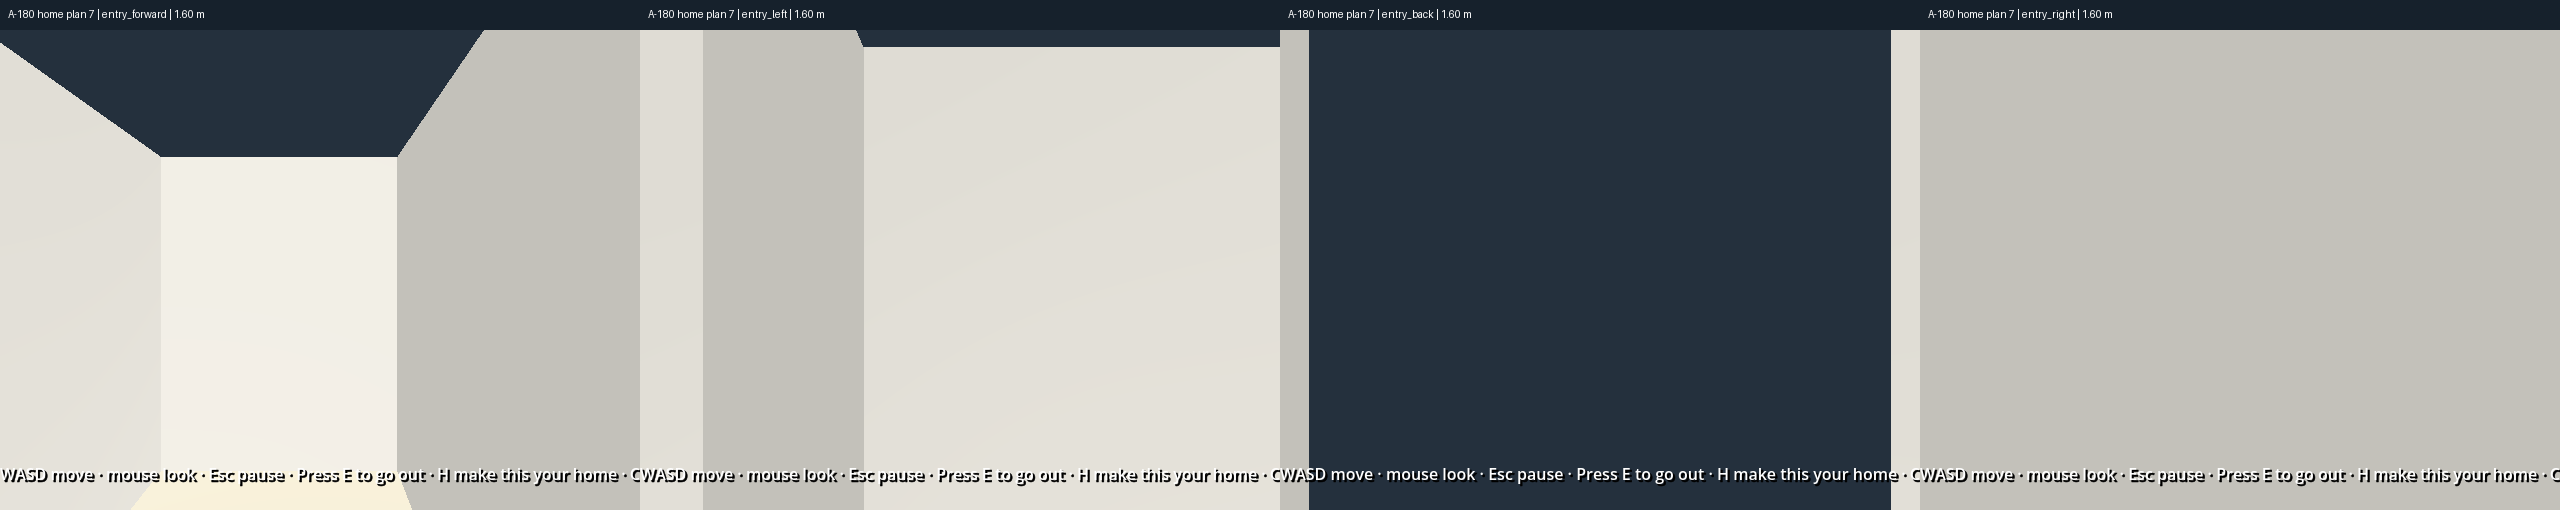 A-180 home plan 7 | entry_forward | 1.60 m
A-180 home plan 7 | entry_left | 1.60 m
A-180 home plan 7 | entry_back | 1.60 m
A-180 home plan 7 | entry_right | 1.60 m
WASD move · mouse look · Esc pause · Press E to go out · H make this your home · C
WASD move · mouse look · Esc pause · Press E to go out · H make this your home · C
WASD move · mouse look · Esc pause · Press E to go out · H make this your home · C
WASD move · mouse look · Esc pause · Press E to go out · H make this your home · C